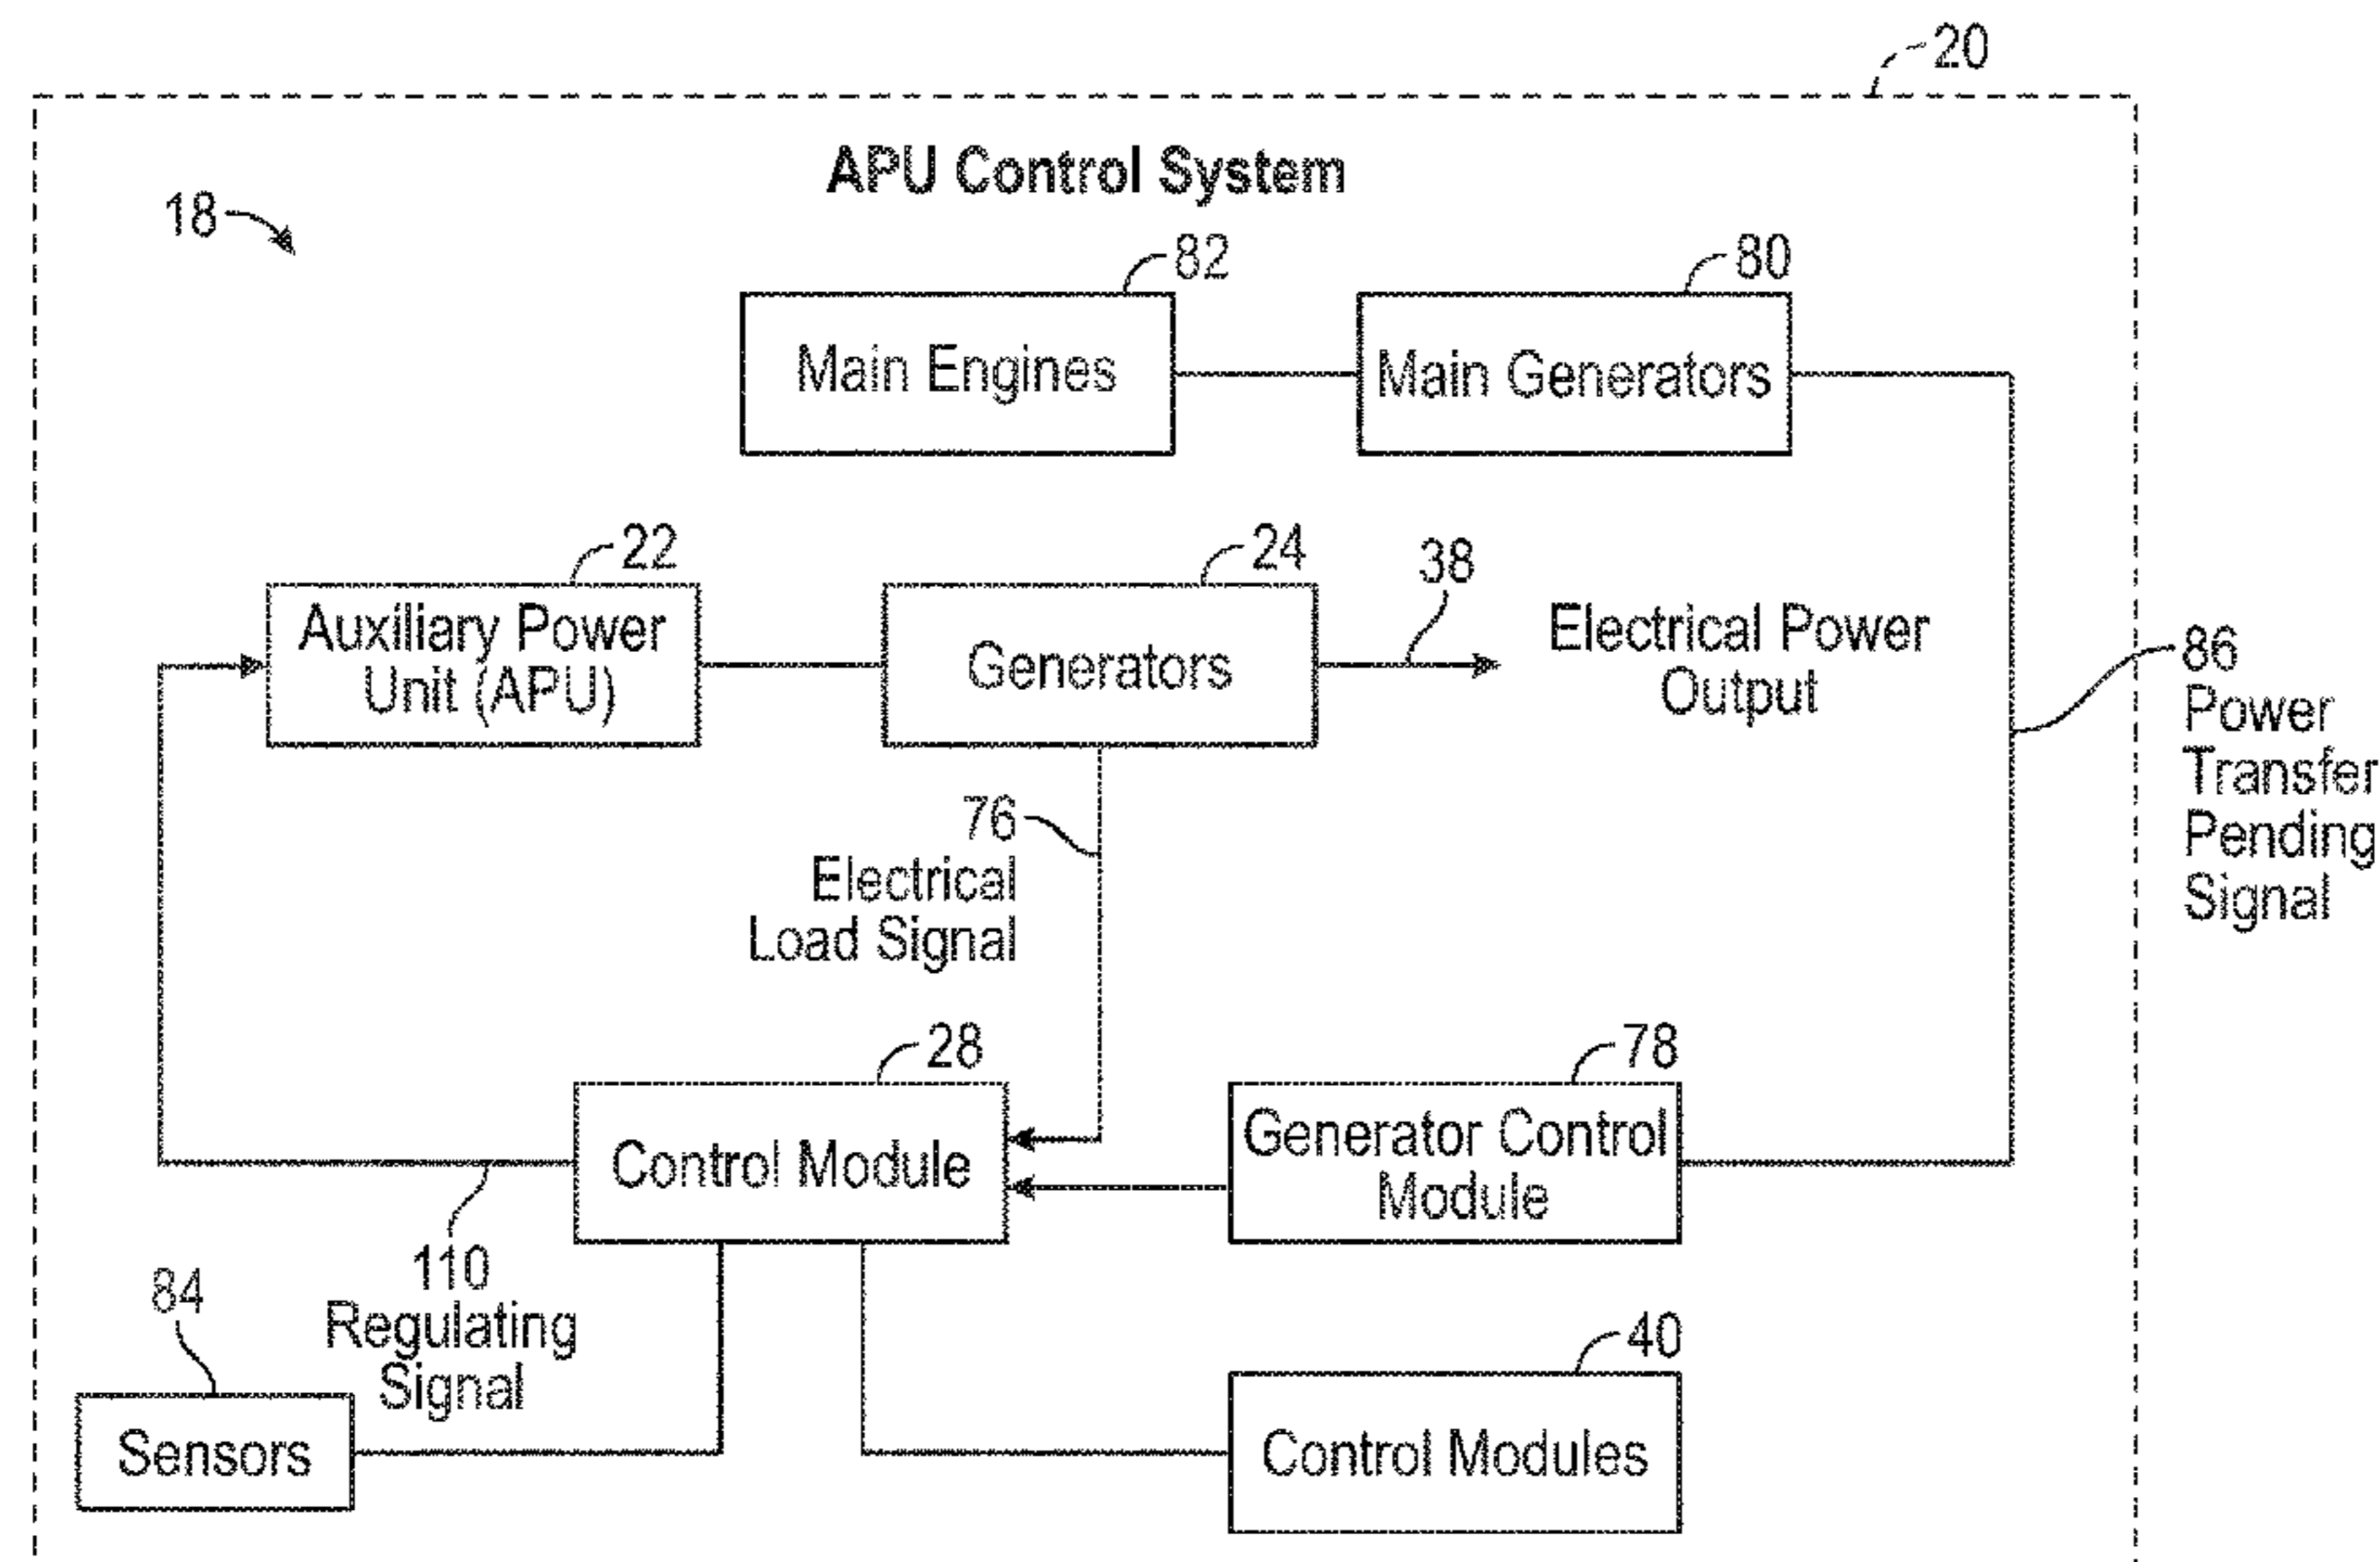 20
APU Control System
18
82
80
Main Engines
Main Generators
22
24
38
Auxiliary Power
Unit (APU)
Generators
Electrical Power
Output
86
Power
Transfer
Pending
Signal
76
Electrical
Load Signal
28
78
Control Module
Generator Control
Module
110
Regulating
Signal
84
Sensors
40
Control Modules